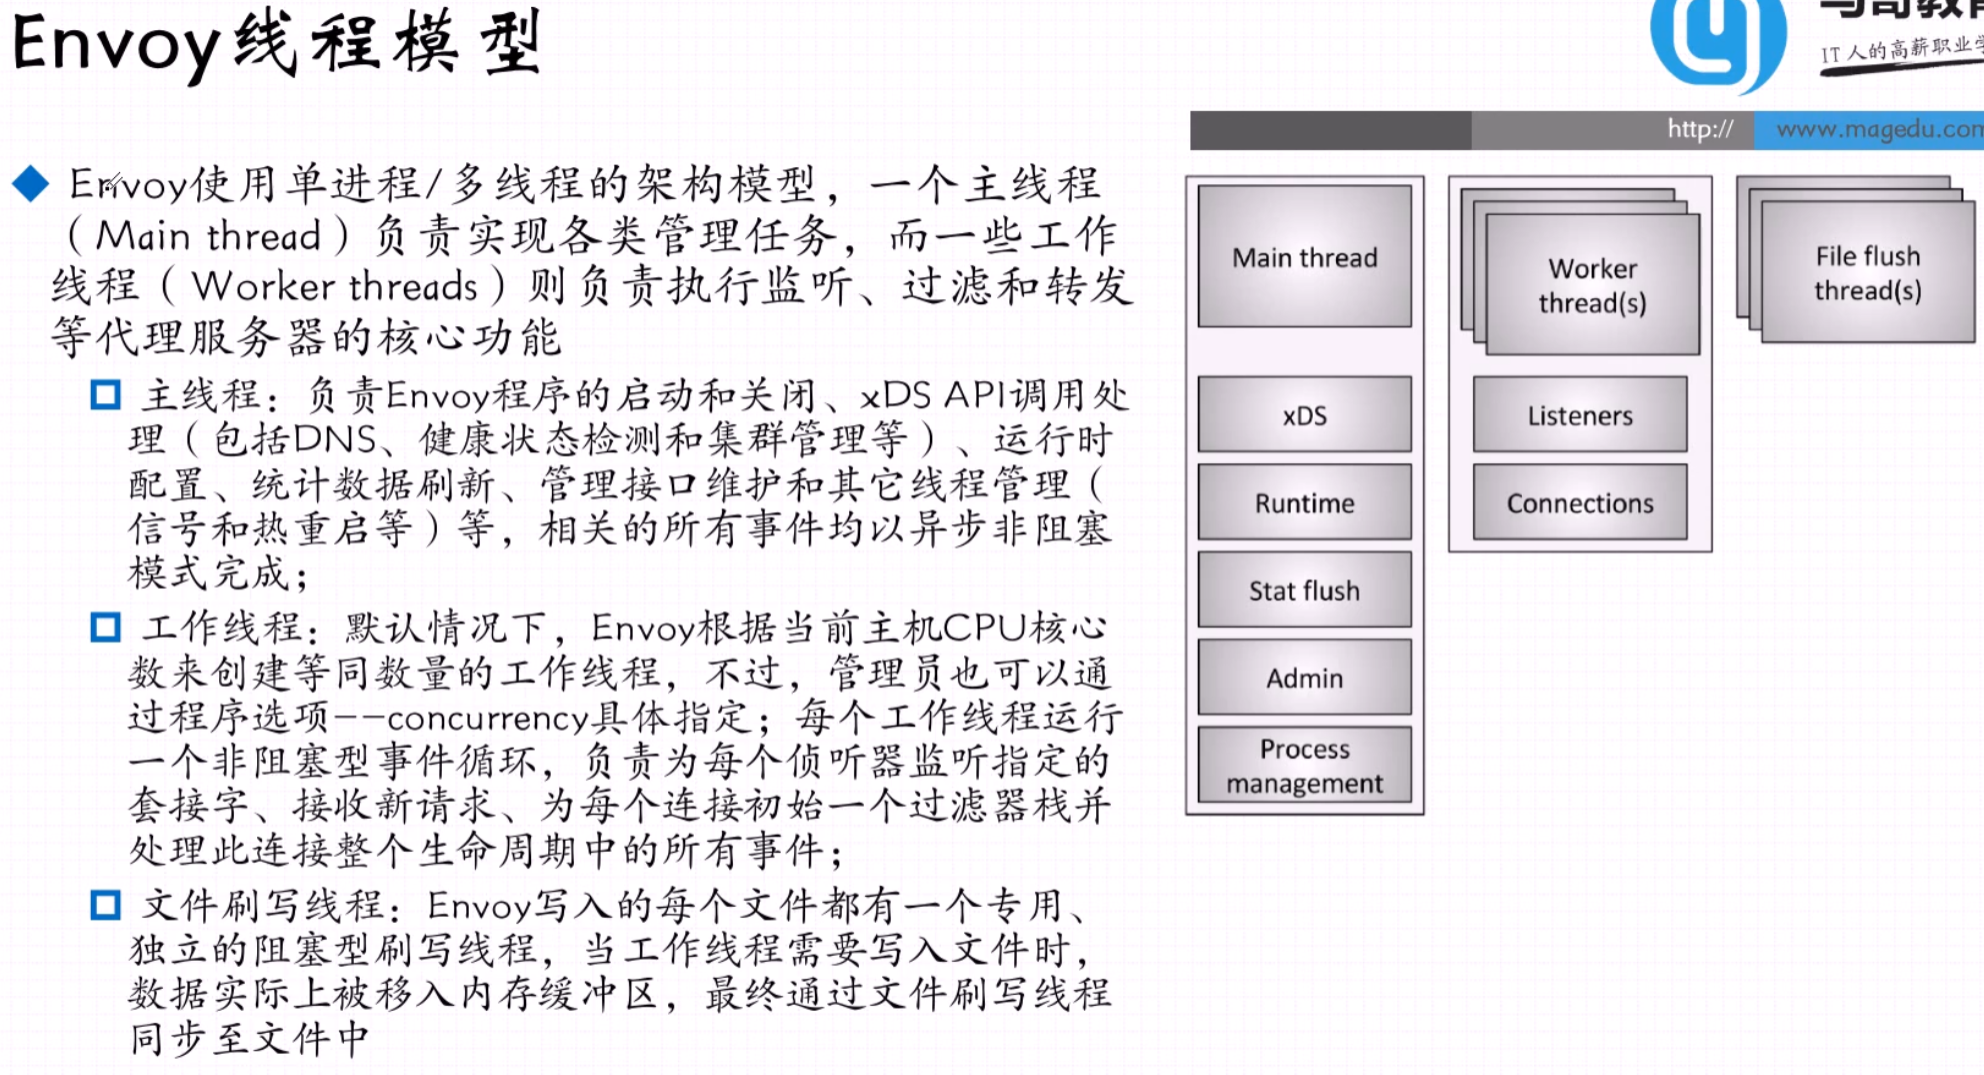 Envoy线程模型
IT人的高薪职业学
http://
www.magedu.com
Envoy使用单进程/多线程的架构模型，一个主线程
（Main thread）负责实现各类管理任务，而一些工作
线程（Worker threads）则负责执行监听、过滤和转发
等代理服务器的核心功能
主线程：负责Envoy程序的启动和关闭、xDS API调用处
理（包括DNS、健康状态检测和集群管理等）、运行时
配置、统计数据刷新、管理接口维护和其它线程管理（
信号和热重启等）等，相关的所有事件均以异步非阻塞
模式完成；
工作线程：默认情况下，Envoy根据当前主机CPU核心
数来创建等同数量的工作线程，不过，管理员也可以通
过程序选项--concurrency具体指定；每个工作线程运行
一个非阻塞型事件循环，负责为每个侦听器监听指定的
套接字、接收新请求、为每个连接初始一个过滤器栈并
处理此连接整个生命周期中的所有事件；
文件刷写线程：Envoy写入的每个文件都有一个专用、
独立的阻塞型刷写线程，当工作线程需要写入文件时，
数据实际上被移入内存缓冲区，最终通过文件刷写线程
同步至文件中
Main thread
xDS
Runtime
Stat flush
Admin
Process
management
Worker
thread(s)
Listeners
Connections
File flush
thread(s)